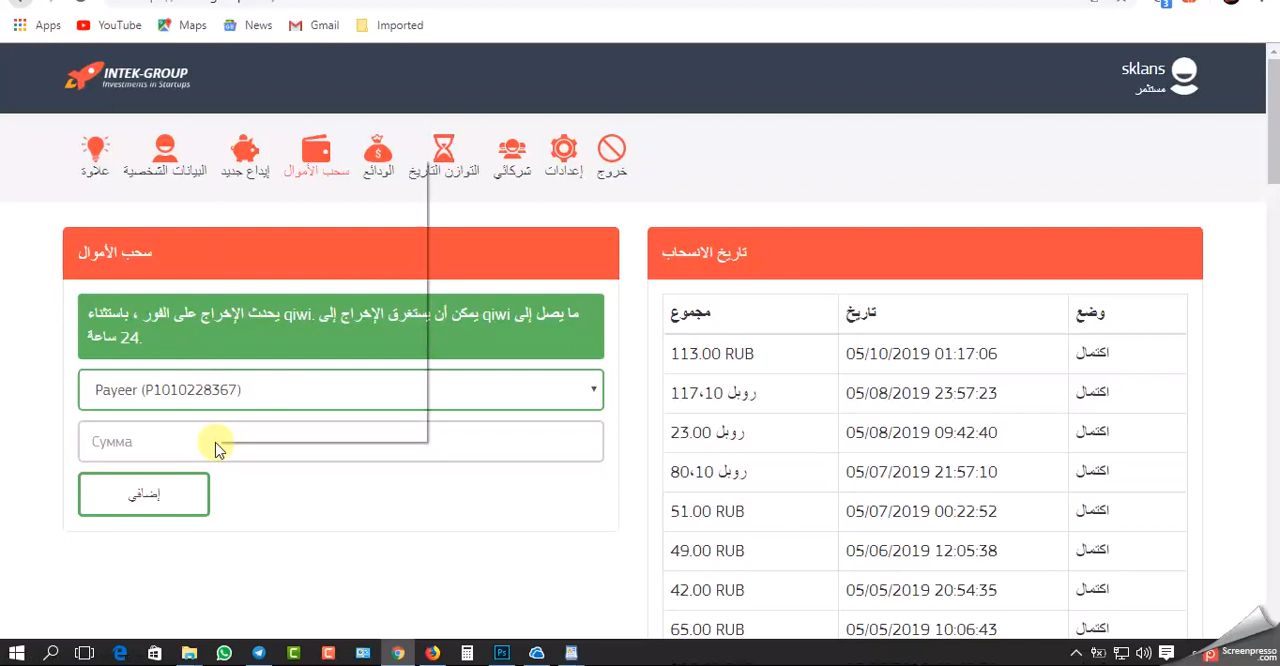 Apps YouTube Maps News Gmail Imported
INTEK-GROUP
Investments in Startups
sklans
مستثمر
علاوة البيانات الشخصية إيداع جديد سحب الأموال الودائع التوازن التاريخ شركائي إعدادات خروج
سحب الأموال
ما يصل إلى qiwi يمكن أن يستغرق الإخراج إلى .qiwi يحدث الإخراج على الفور ، باستثناء
24 ساعة.
Payeer (P1010228367)
Сумма
إضافي
تاريخ الانسحاب
مجموع تاريخ وضع
113.00 RUB 05/10/2019 01:17:06 اكتمال
117،10 روبل 05/08/2019 23:57:23 اكتمال
23.00 روبل 05/08/2019 09:42:40 اكتمال
80،10 روبل 05/07/2019 21:57:10 اكتمال
51.00 RUB 05/07/2019 00:22:52 اكتمال
49.00 RUB 05/06/2019 12:05:38 اكتمال
42.00 RUB 05/05/2019 20:54:35 اكتمال
65.00 RUB 05/05/2019 10:06:43 اكتمال
Screenpresso
.com